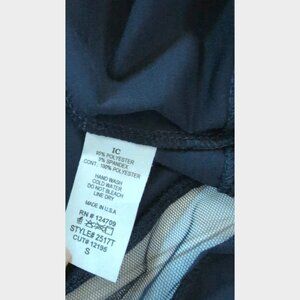 IC
95% POLYESTER
5% SPANDEX
CONT: 100% POLYESTER
HAND WASH
COLD WATER
DO NOT BLEACH
LINE DRY
MADE IN U.S.A
RN # 124709
STYLE# 2517T
CUT# 12195
S